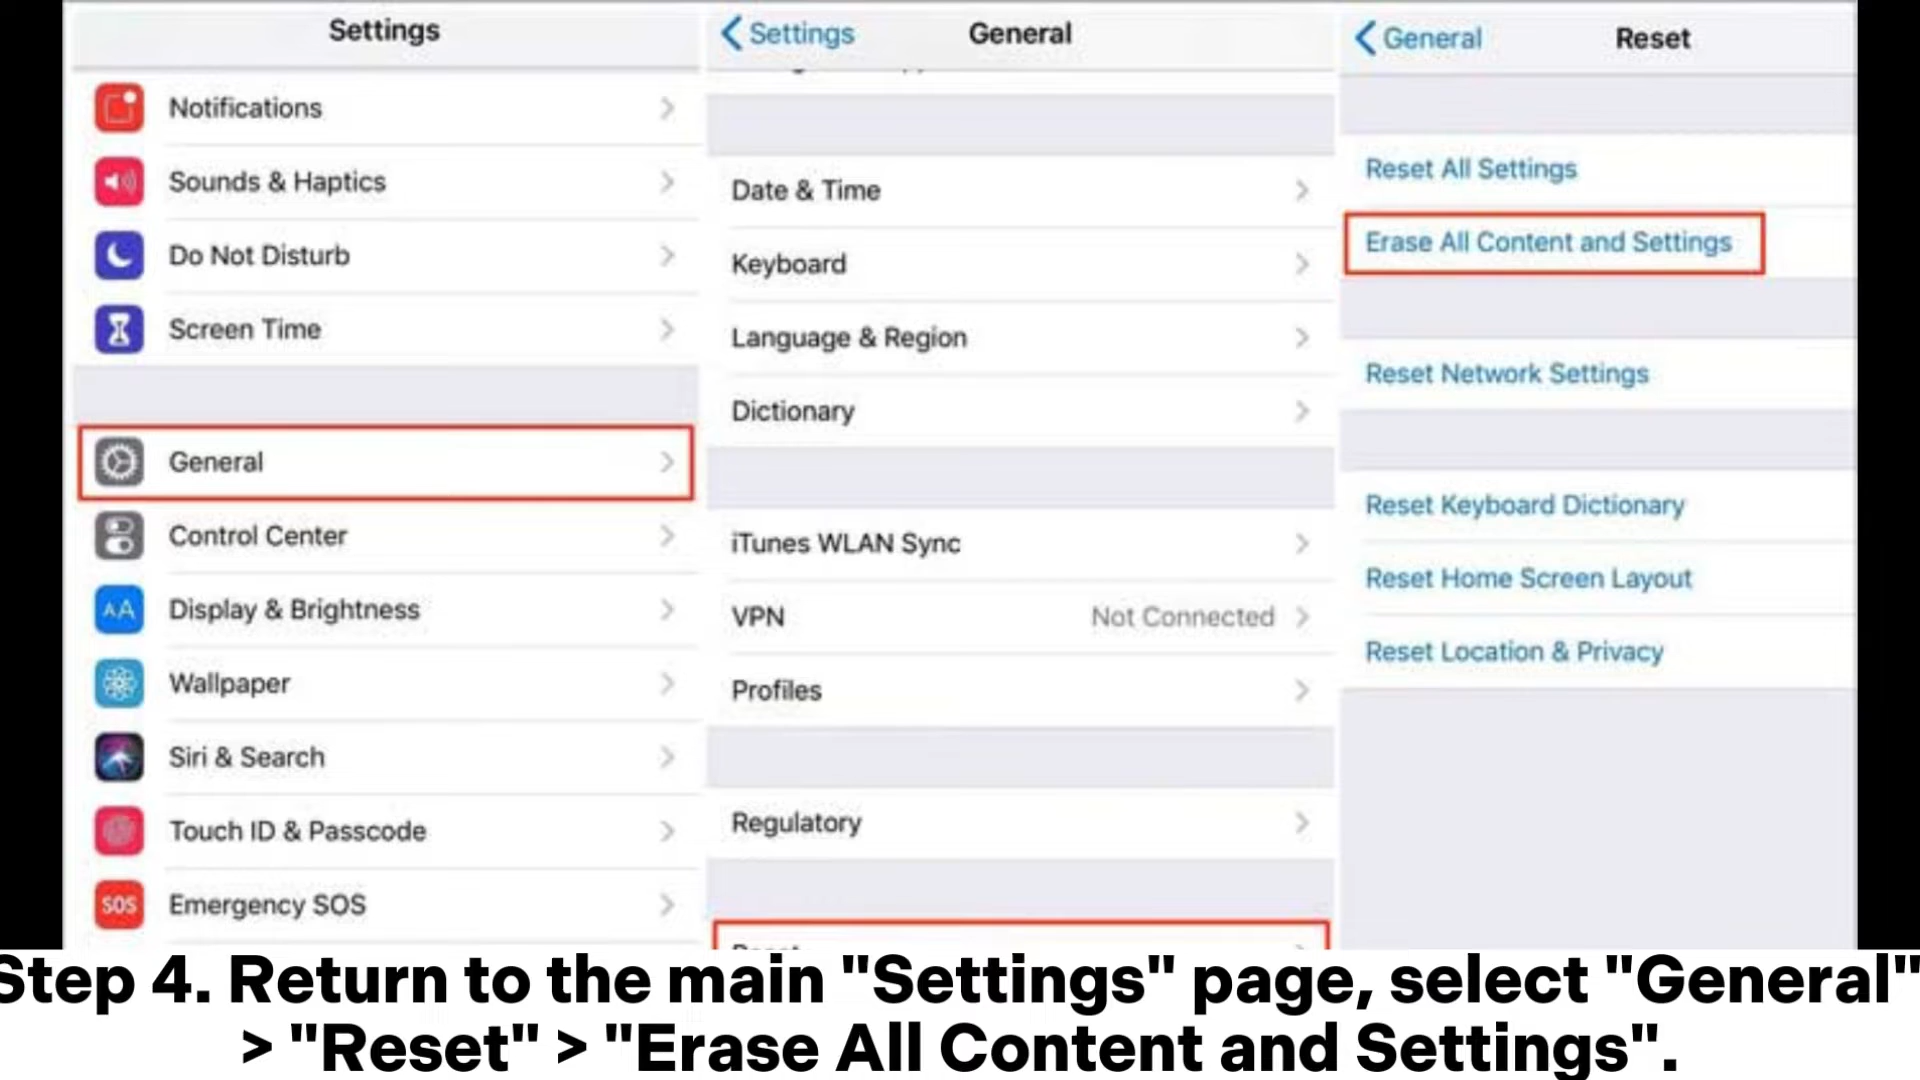 Settings
Notifications
Sounds & Haptics
Do Not Disturb
Screen Time
General
Control Center
AA Display & Brightness
Wallpaper
Siri & Search
Touch ID & Passcode
SOS Emergency SOS
Settings General
Date & Time
Keyboard
Language & Region
Dictionary
iTunes WLAN Sync
VPN Not Connected
Profiles
Regulatory
General Reset
Reset All Settings
Erase All Content and Settings
Reset Network Settings
Reset Keyboard Dictionary
Reset Home Screen Layout
Reset Location & Privacy
Step 4. Return to the main "Settings" page, select "General"
> "Reset" > "Erase All Content and Settings".